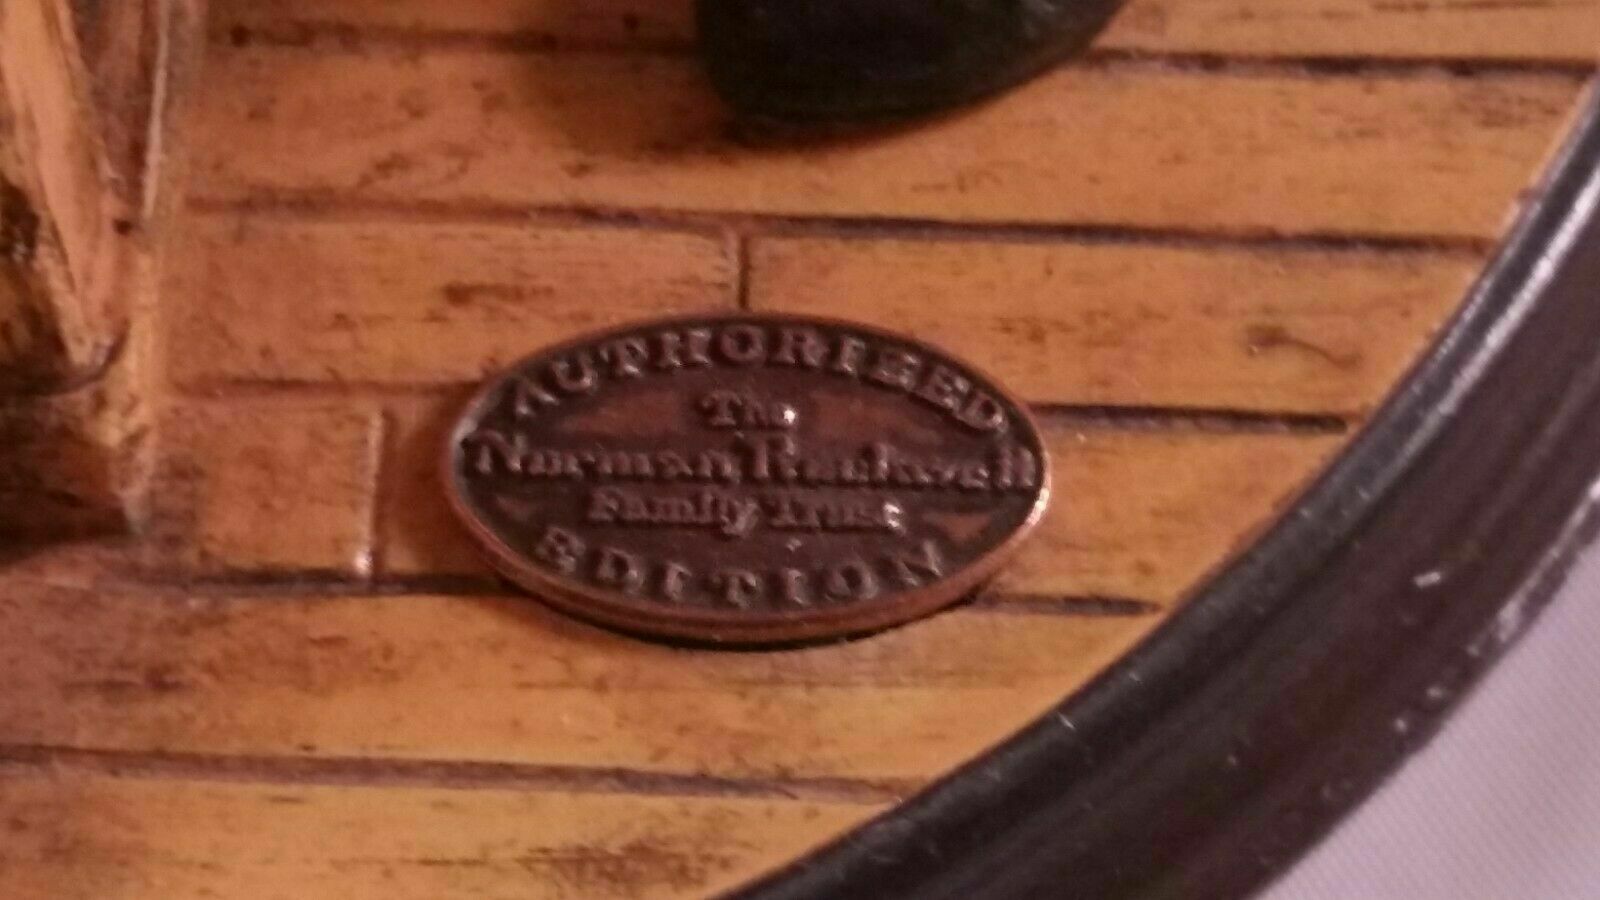 AUTHORIZED
The
Norman Rockwell
Family Trust
EDITION